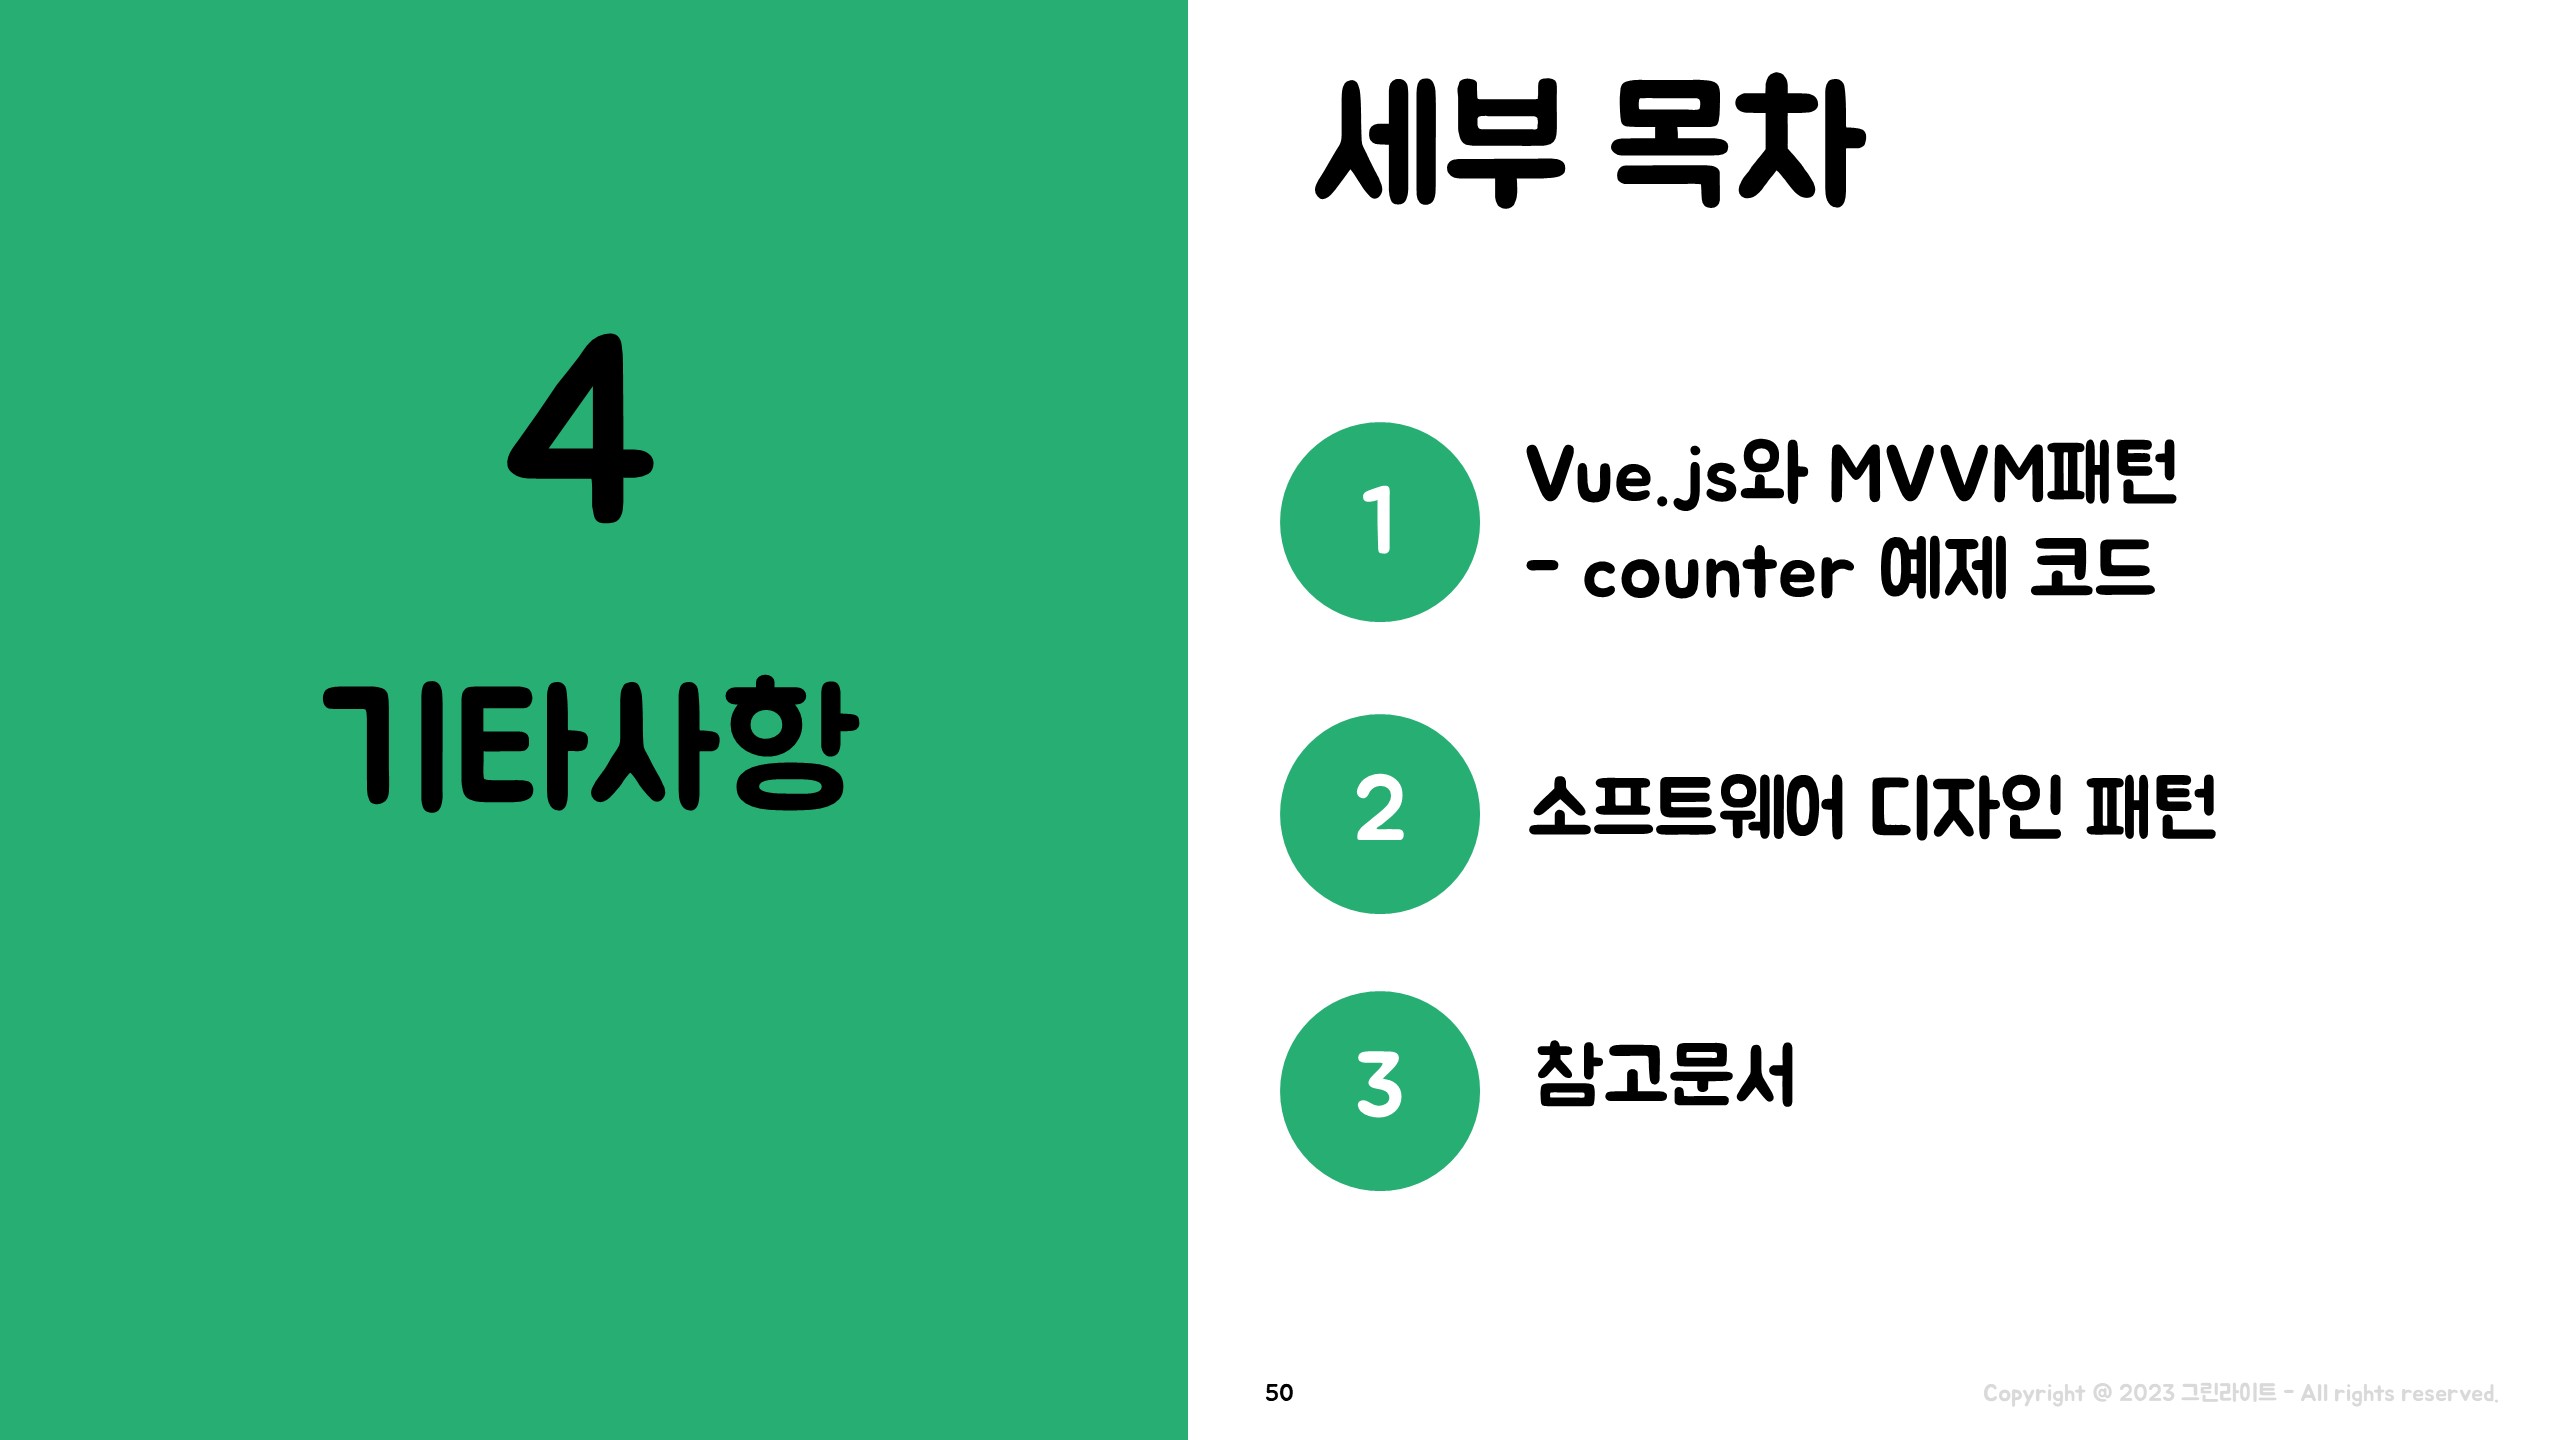 4
기타사항
세부 목차
1
Vue.js와 MVVM패턴
- counter 예제 코드
2
소프트웨어 디자인 패턴
3
참고문서
50
Copyright @ 2023 그린라이트 - All rights reserved.